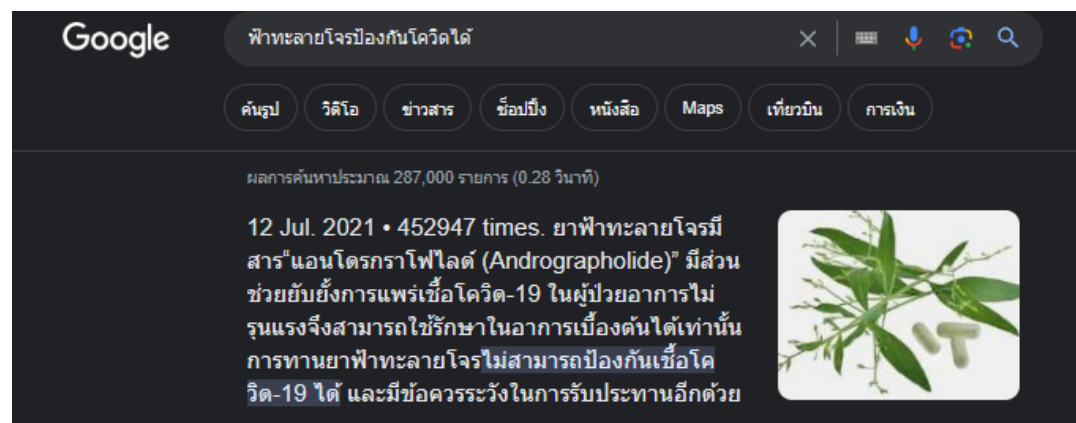 Google
ฟ้าทะลายโจรป้องกันโควิดได้
ค้นรูป
วิดีโอ
ข่าวสาร
ช็อปปิ้ง
หนังสือ
Maps
เที่ยวบิน
การเงิน
ผลการค้นหาประมาณ 287,000 รายการ (0.28 วินาที)
12 Jul. 2021 • 452947 times. ยาฟ้าทะลายโจรมี
สาร“แอนโดรกราโฟไลด์ (Andrographolide)” มีส่วน
ช่วยยับยั้งการแพร่เชื้อโควิด-19 ในผู้ป่วยอาการไม่
รุนแรงจึงสามารถใช้รักษาในอาการเบื้องต้นได้เท่านั้น
การทานยาฟ้าทะลายโจรไม่สามารถป้องกันเชื้อโค
วิด-19 ได้ และมีข้อควรระวังในการรับประทานอีกด้วย